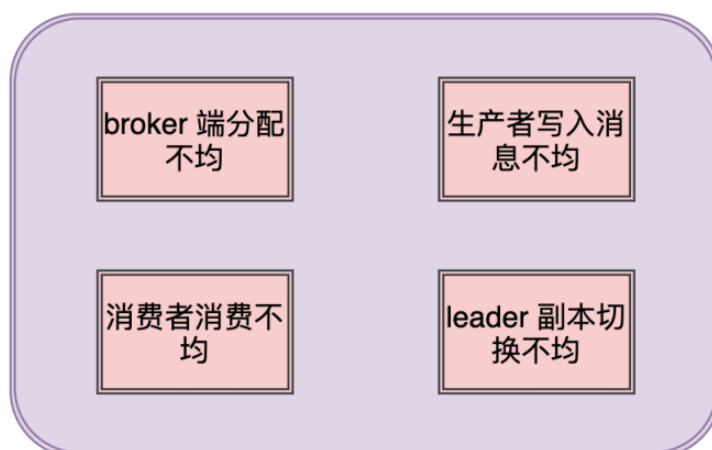 broker 端分配
不均
生产者写入消
息不均
消费者消费不
均
leader 副本切
换不均